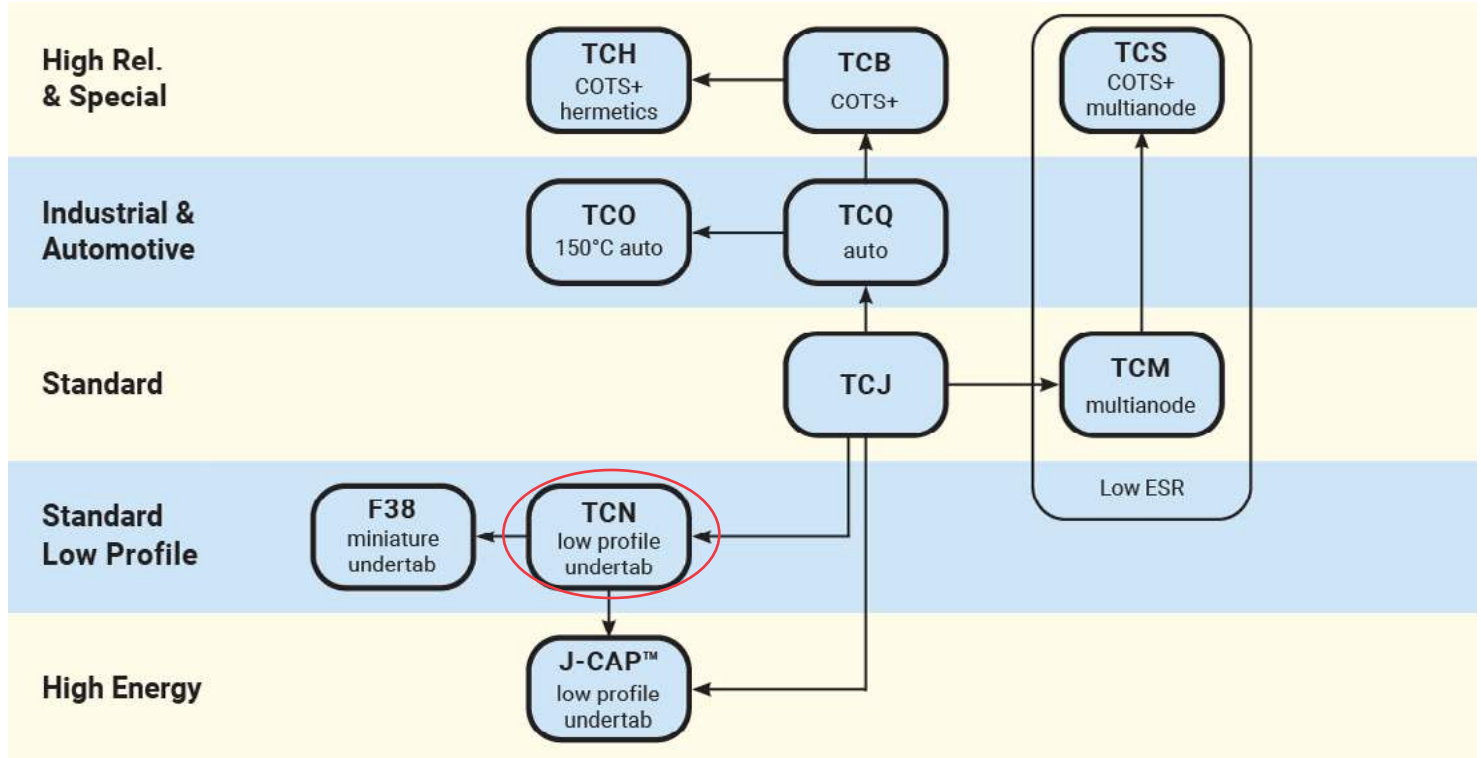 High Rel.
& Special
TCH
COTS+
hermetics
TCB
COTS+
TCS
COTS+
multianode
Industrial &
Automotive
TCO
150°C auto
TCQ
auto
Standard
TCJ
TCM
multianode
Low ESR
Standard
Low Profile
F38
miniature
undertab
TCN
low profile
undertab
High Energy
J-CAP™
low profile
undertab